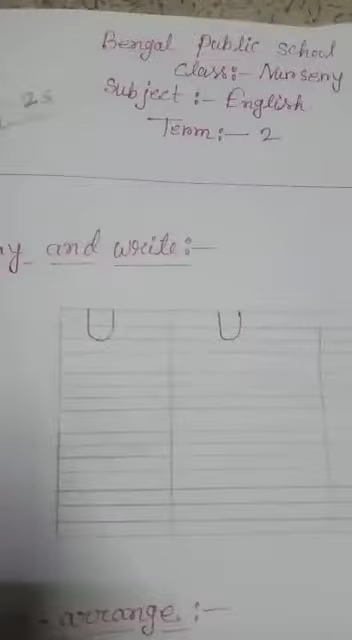 Bengal Public School
Class:- Nursery
Subject :- English
25
Term:- 2
and write:-
U U
arrange :-